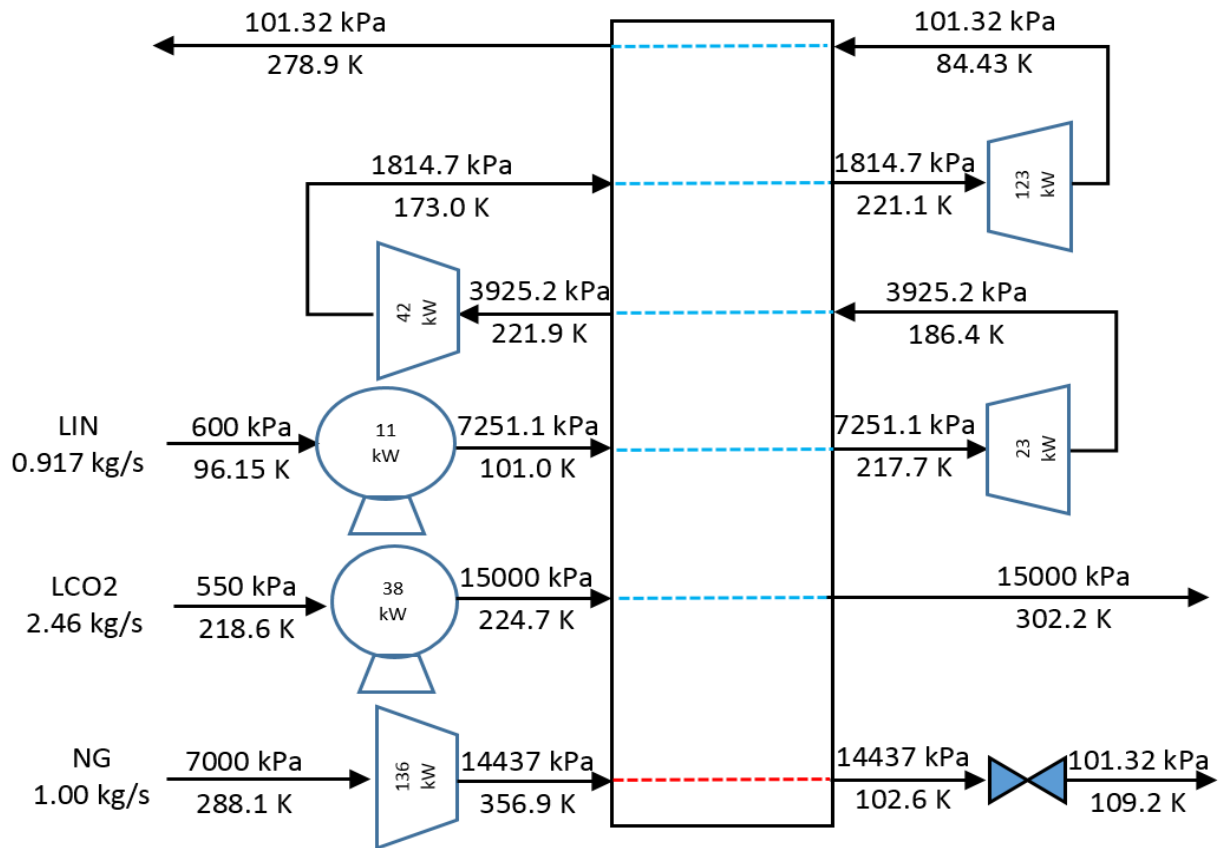 101.32 kPa
278.9 K
101.32 kPa
84.43 K
1814.7 kPa
173.0 K
1814.7 kPa
221.1 K
123
kW
42
kW
3925.2 kPa
221.9 K
3925.2 kPa
186.4 K
LIN
0.917 kg/s
600 kPa
96.15 K
11
kW
7251.1 kPa
101.0 K
7251.1 kPa
217.7 K
23
kW
LCO2
2.46 kg/s
550 kPa
218.6 K
38
kW
15000 kPa
224.7 K
15000 kPa
302.2 K
NG
1.00 kg/s
7000 kPa
288.1 K
136
kW
14437 kPa
356.9 K
14437 kPa
102.6 K
101.32 kPa
109.2 K